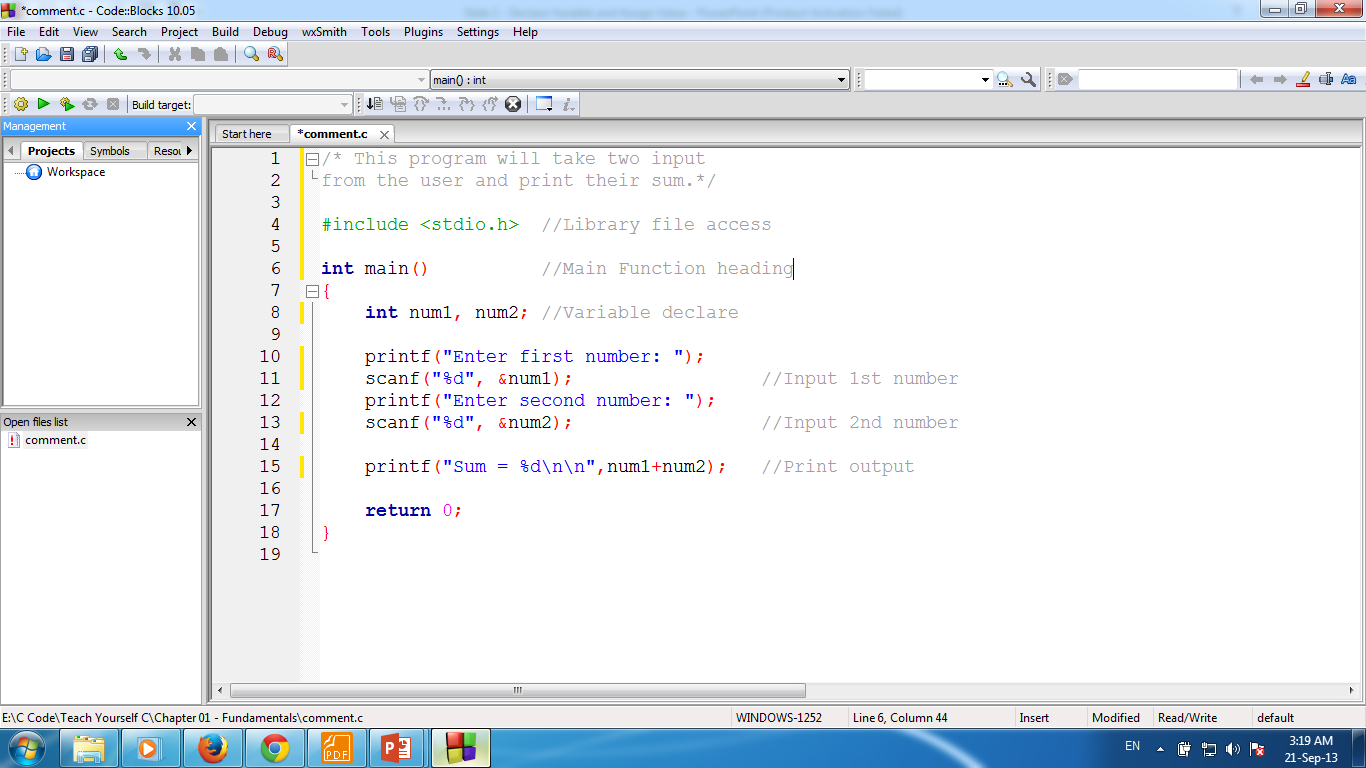 *comment.c - Code::Blocks 10.05
File Edit View Search Project Build Debug wxSmith Tools Plugins Settings Help
main() : int
Build target:
Management
Projects Symbols Resou
Workspace
Open files list
comment.c
Start here *comment.c
1 /* This program will take two input
2 from the user and print their sum.*/
3
4 #include <stdio.h> //Library file access
5
6 int main() //Main Function heading
7 {
8 int num1, num2; //Variable declare
9
10 printf("Enter first number: ");
11 scanf("%d", &num1); //Input 1st number
12 printf("Enter second number: ");
13 scanf("%d", &num2); //Input 2nd number
14
15 printf("Sum = %d\n\n",num1+num2); //Print output
16
17 return 0;
18 }
19
E:\C Code\Teach Yourself C\Chapter 01 - Fundamentals\comment.c WINDOWS-1252 Line 6, Column 44 Insert Modified Read/Write default
PDF
EN
3:19 AM
21-Sep-13